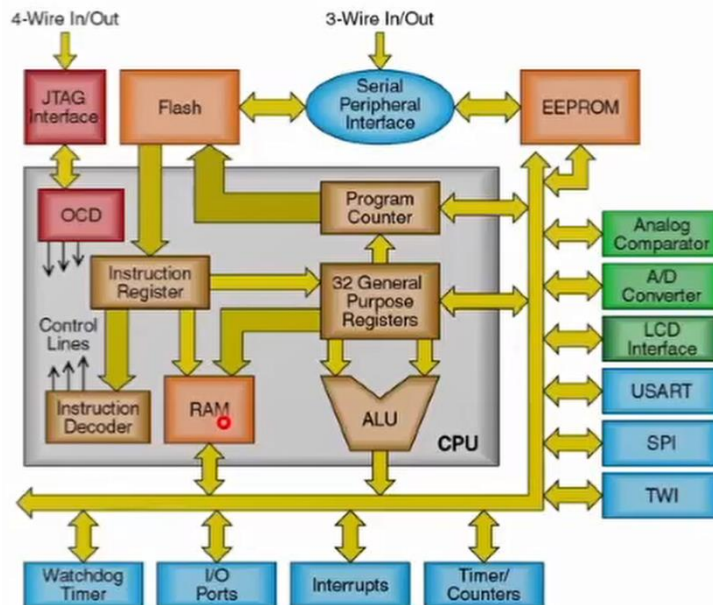 4-Wire In/Out
3-Wire In/Out
JTAG
Interface
Flash
Serial
Peripheral
Interface
EEPROM
OCD
Program
Counter
Analog
Comparator
Instruction
Register
32 General
Purpose
Registers
A/D
Converter
Control
Lines
LCD
Interface
Instruction
Decoder
RAM
ALU
CPU
USART
SPI
TWI
Watchdog
Timer
I/O
Ports
Interrupts
Timer/
Counters